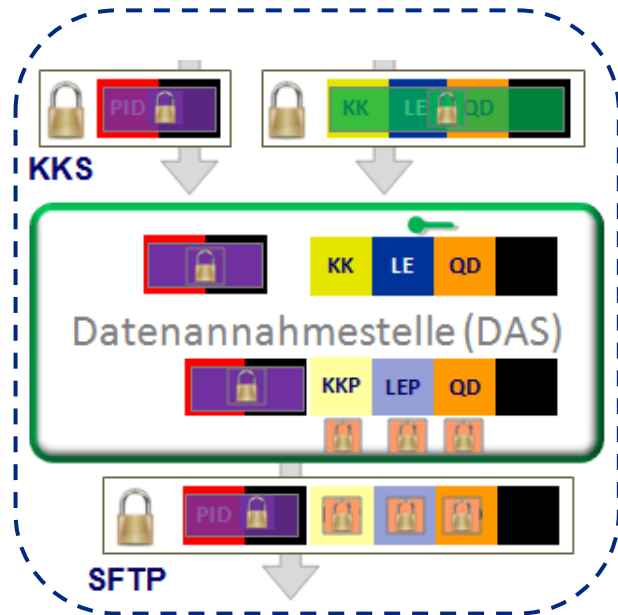 PID KK LE QD
KKS
KK LE QD
Datenannahmestelle (DAS)
KKP LEP QD
PID
SFTP